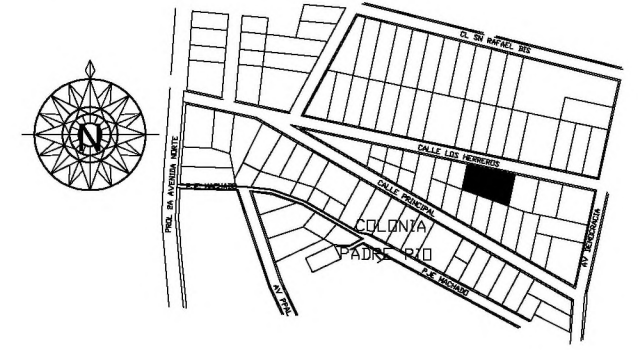 CL SN RAFAEL BIS
N
CALLE LOS HERREROS
PROL 8A AVENIDA NORTE
PJE MACHADO
CALLE PRINCIPAL
COLONIA
PADRE PIO
AV DEMOCRACIA
PJE MACHADO
AV PPAL